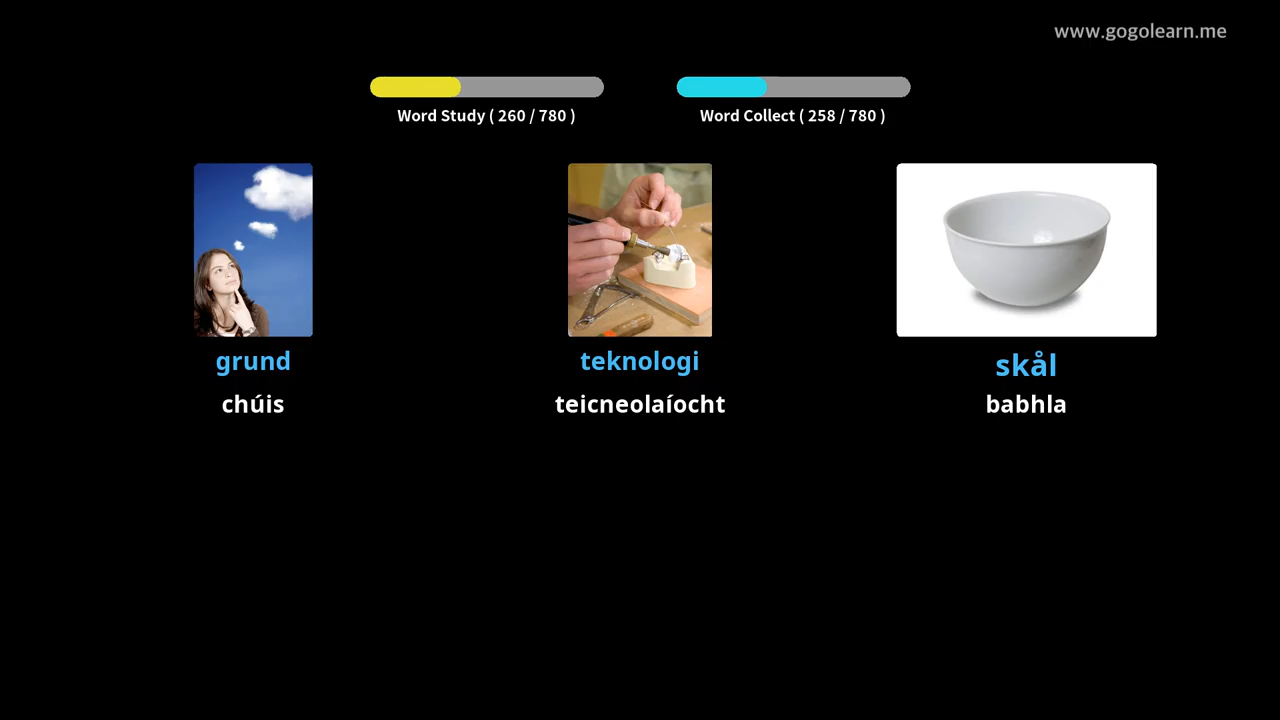 www.gogolearn.me
Word Study ( 260 / 780 )
Word Collect ( 258 / 780 )
grund
teknologi
skål
chúis
teicneolaíocht
babhla